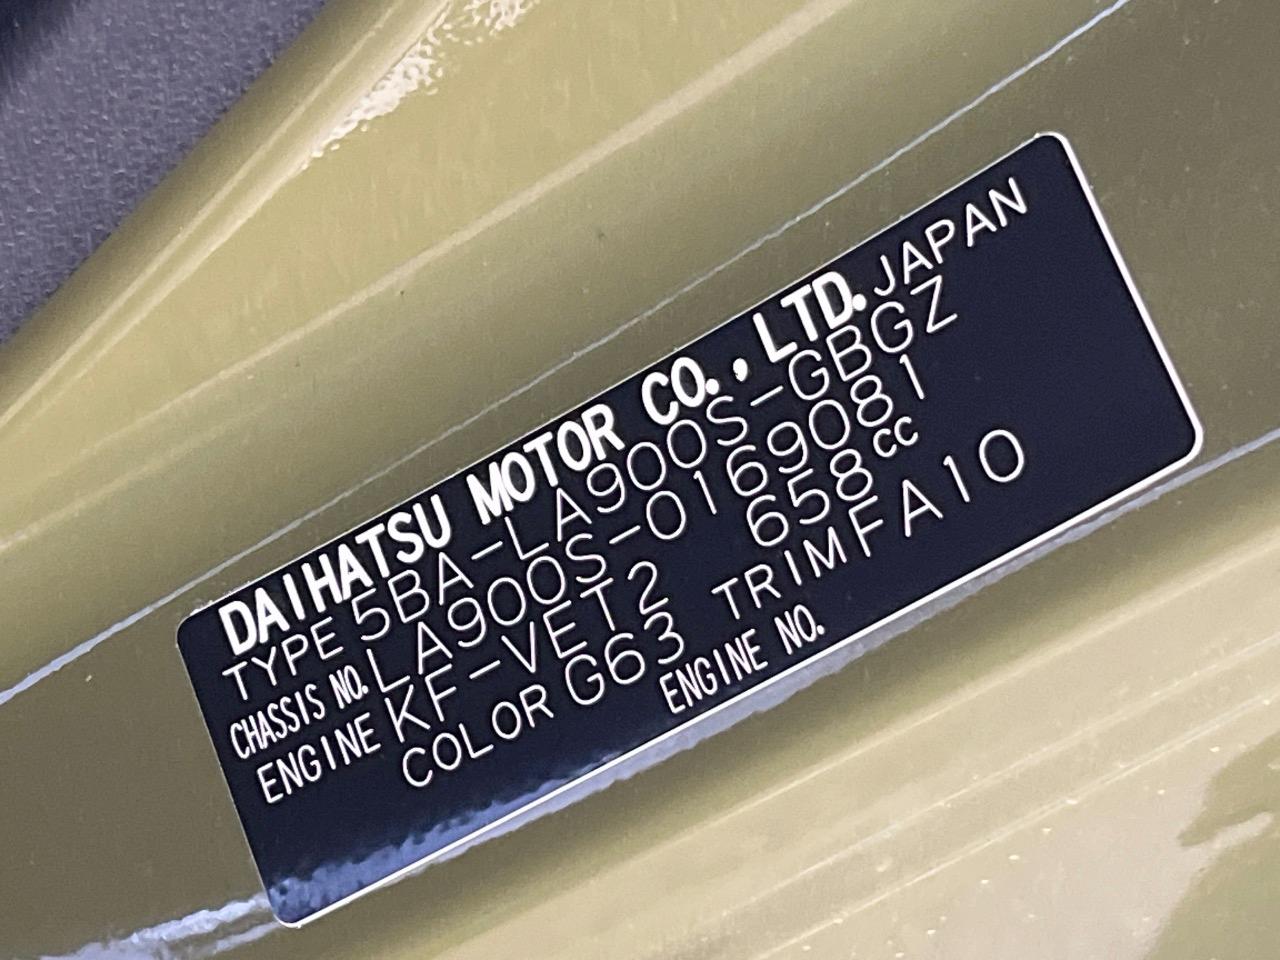 DAIHATSU MOTOR CO., LTD. JAPAN
TYPE 5BA-LA900S-GBGZ
CHASSIS NO. LA900S-0169081
ENGINE KF-VET2 658cc
COLOR G63 TRIM FA10
ENGINE NO.